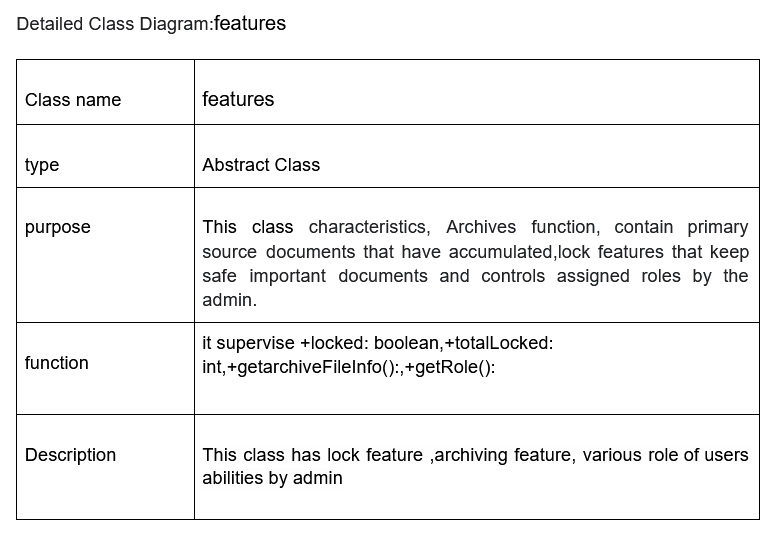 Detailed Class Diagram:features
Class name
features
type
Abstract Class
purpose
This class characteristics, Archives function, contain primary
source documents that have accumulated,lock features that keep
safe important documents and controls assigned roles by the
admin.
function
it supervise +locked: boolean,+totalLocked:
int,+getarchiveFileInfo():,+getRole():
Description
This class has lock feature ,archiving feature, various role of users
abilities by admin